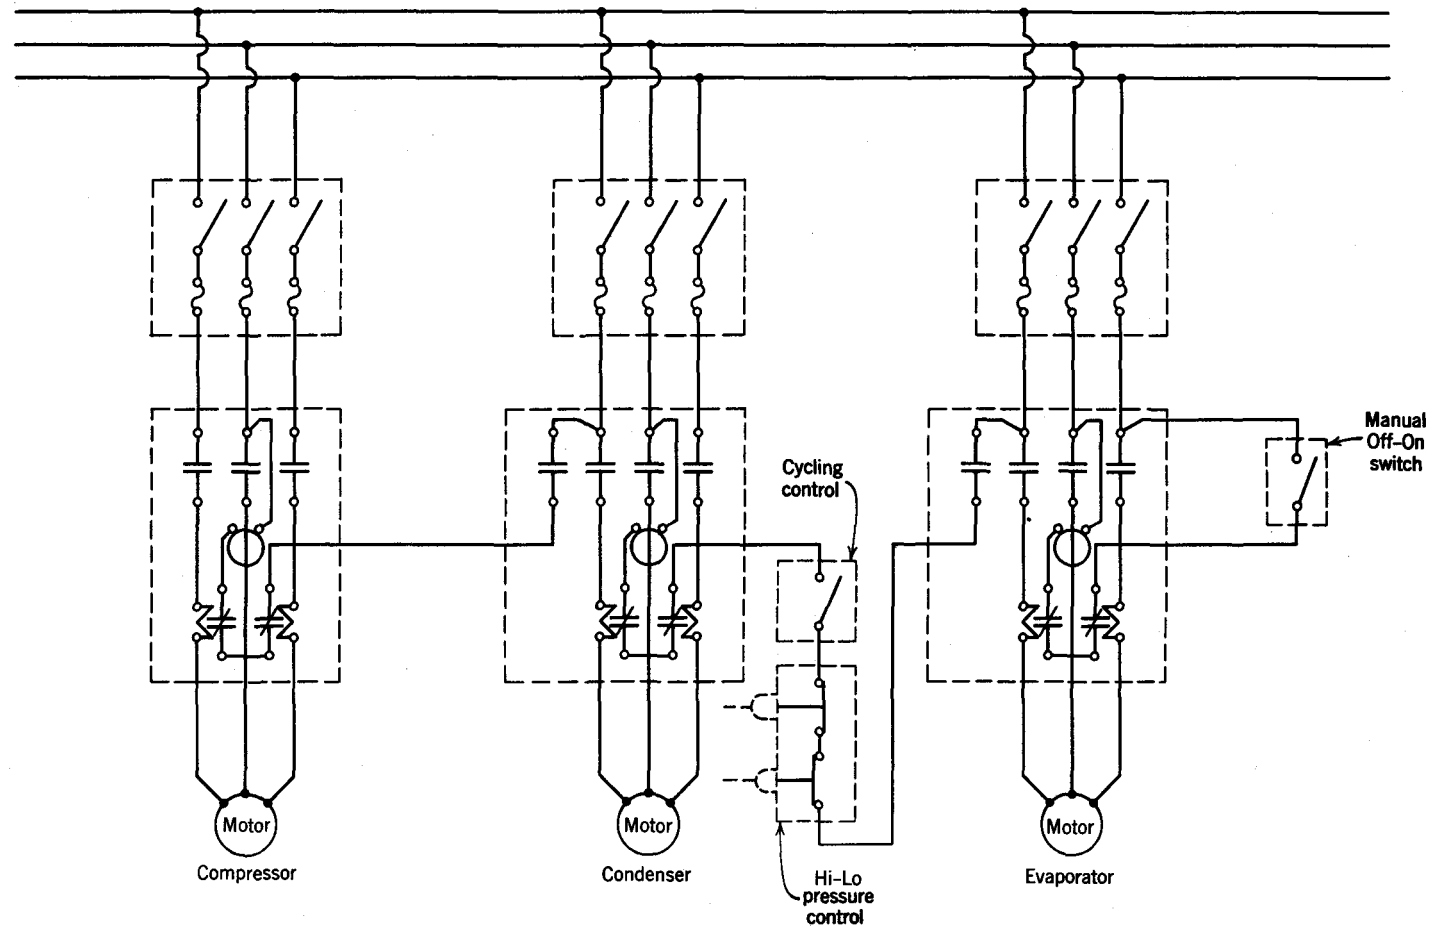 Manual
Off–On
switch
Cycling
control
Motor
Compressor
Motor
Condenser
Hi–Lo
pressure
control
Motor
Evaporator